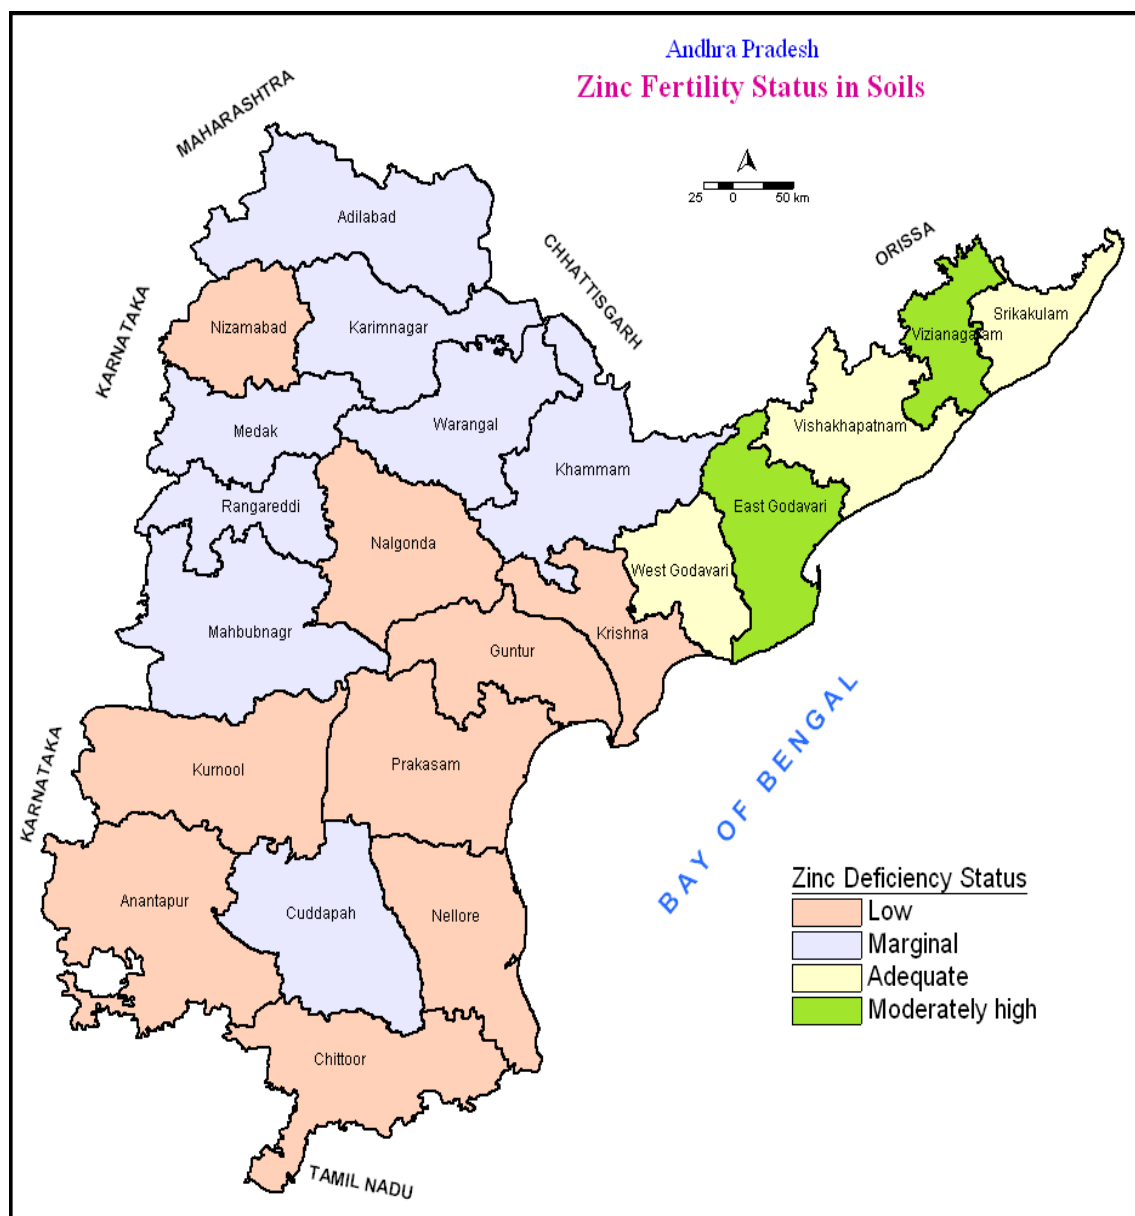 Andhra Pradesh
Zinc Fertility Status in Soils
MAHARASHTRA
25 0 50 km
Adilabad
CHHATTISGARH
ORISSA
KARNATAKA
Nizamabad
Karimnagar
Srikakulam
Vizianagaram
Medak
Warangal
Vishakhapatnam
Khammam
Rangareddi
East Godavari
Nalgonda
West Godavari
Mahbubnagr
Krishna
Guntur
BAY OF BENGAL
KARNATAKA
Kurnool
Prakasam
Anantapur
Cuddapah
Nellore
Chittoor
TAMIL NADU
Zinc Deficiency Status
Low
Marginal
Adequate
Moderately high